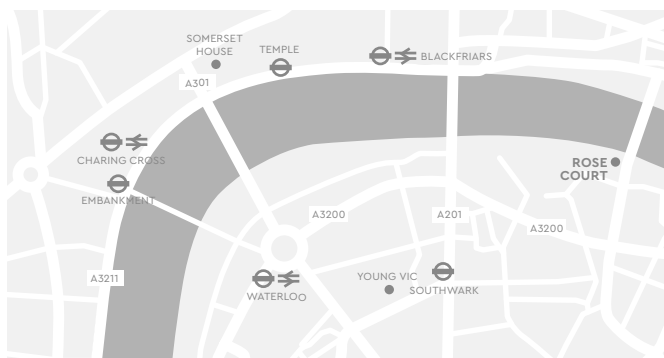 SOMERSET
HOUSE
TEMPLE
BLACKFRIARS
A301
CHARING CROSS
ROSE
COURT
EMBANKMENT
A3200
A201
A3200
A3211
YOUNG VIC
SOUTHWARK
WATERLOO